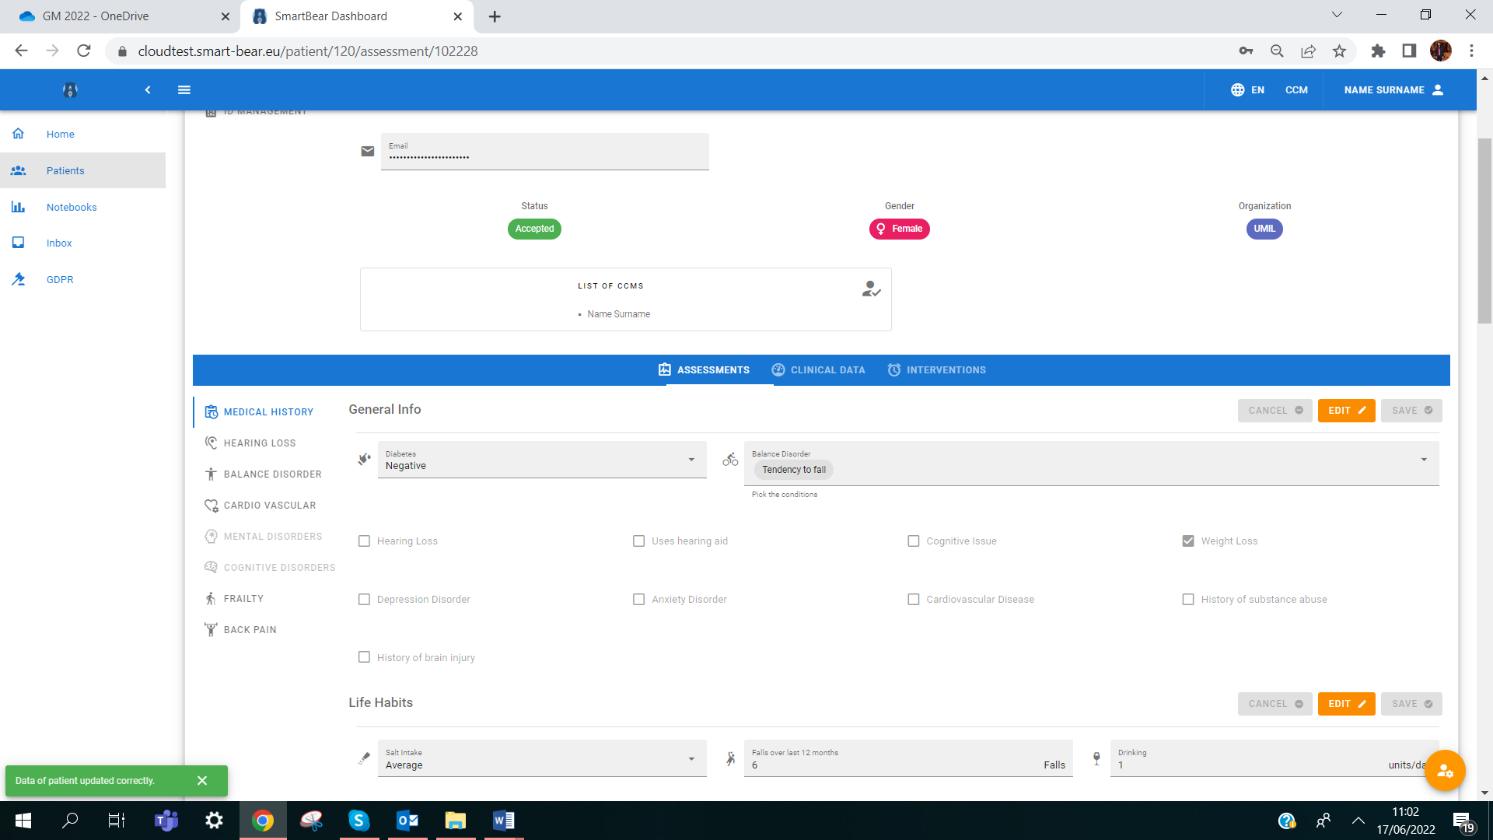 GM 2022 - OneDrive
SmartBear Dashboard
cloudtest.smart-bear.eu/patient/120/assessment/102228
EN
CCM
NAME SURNAME
Home
Patients
Notebooks
Inbox
GDPR
ID MANAGEMENT
Email
•••••••••••••••••••••••
Status
Gender
Organization
Accepted
Female
UMIL
LIST OF CCMS
• Name Surname
ASSESSMENTS
CLINICAL DATA
INTERVENTIONS
MEDICAL HISTORY
HEARING LOSS
BALANCE DISORDER
CARDIO VASCULAR
MENTAL DISORDERS
COGNITIVE DISORDERS
FRAILTY
BACK PAIN
General Info
CANCEL
EDIT
SAVE
Diabetes
Negative
Balance Disorder
Tendency to fall
Pick the conditions
Hearing Loss
Uses hearing aid
Cognitive Issue
Weight Loss
Depression Disorder
Anxiety Disorder
Cardiovascular Disease
History of substance abuse
History of brain injury
Life Habits
CANCEL
EDIT
SAVE
Salt Intake
Average
Falls over last 12 months
6
Falls
Drinking
1
units/da
Data of patient updated correctly.
11:02
17/06/2022
19